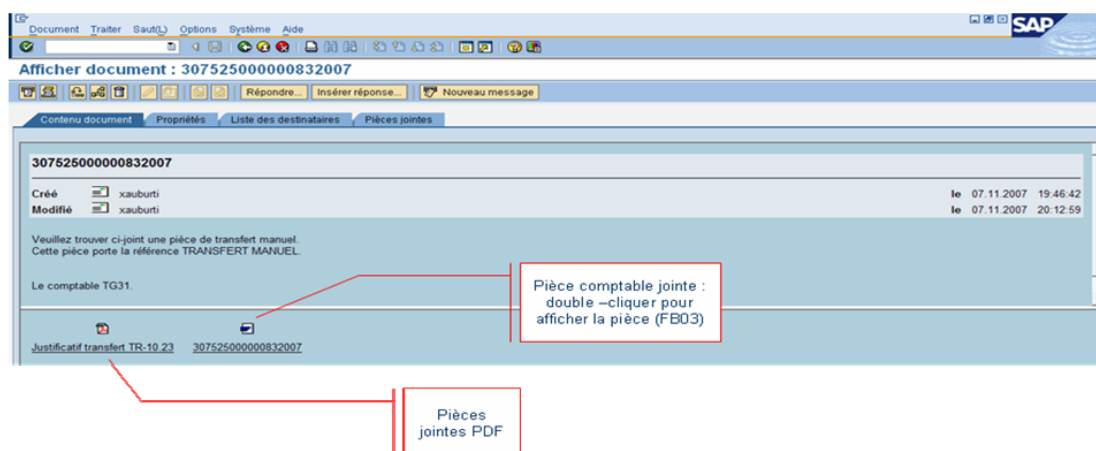 Document Traiter Saut(L) Options Système Aide
SAP
Afficher document : 307525000000832007
Répondre... Insérer réponse... Nouveau message
Contenu document Propriétés Liste des destinataires Pièces jointes
307525000000832007
Créé xauburti le 07.11.2007 19:46:42
Modifié xauburti le 07.11.2007 20:12:59
Veuillez trouver ci-joint une pièce de transfert manuel.
Cette pièce porte la référence TRANSFERT MANUEL.
Le comptable TG31.
Pièce comptable jointe :
double –cliquer pour
afficher la pièce (FB03)
Justificatif transfert TR-10.23 307525000000832007
Pièces
jointes PDF